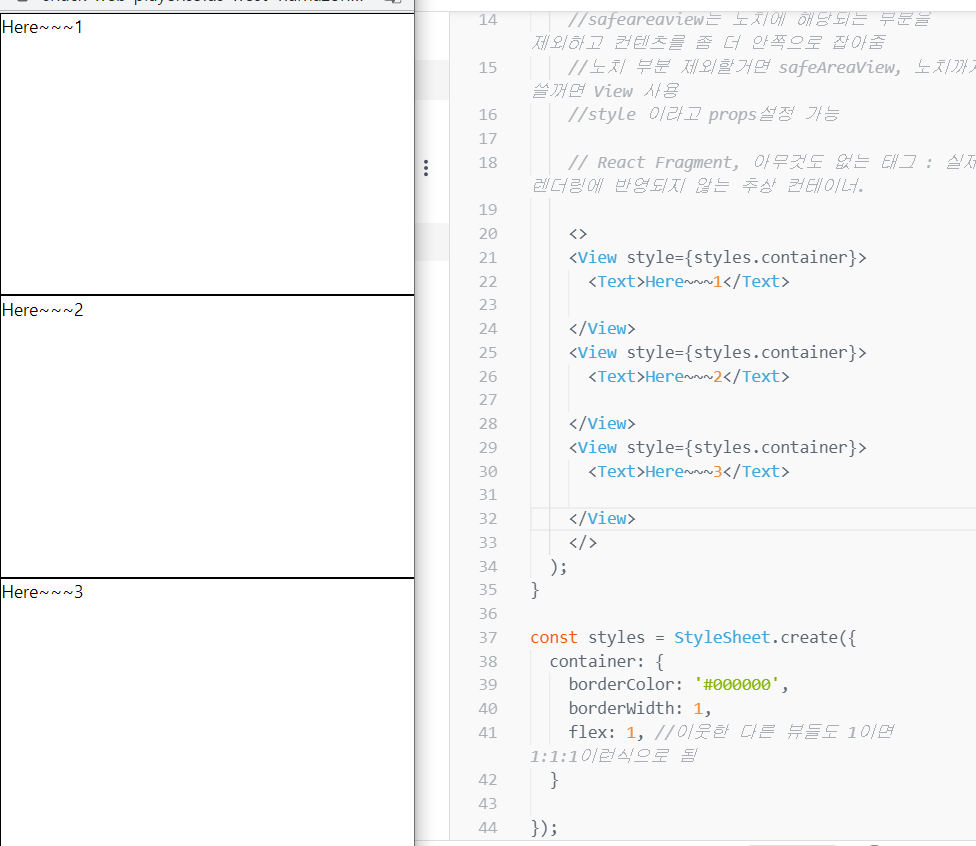 Here~~~1
Here~~~2
Here~~~3
14 //safeareaview는 노치에 해당되는 부분을
제외하고 컨텐츠를 좀 더 안쪽으로 잡아줌
15 //노치 부분 제외할거면 safeAreaView, 노치까지
쓸꺼면 View 사용
16 //style 이라고 props설정 가능
17
18 // React Fragment, 아무것도 없는 태그 : 실제
렌더링에 반영되지 않는 추상 컨테이너.
19
20 <>
21 <View style={styles.container}>
22 <Text>Here~~~1</Text>
23
24 </View>
25 <View style={styles.container}>
26 <Text>Here~~~2</Text>
27
28 </View>
29 <View style={styles.container}>
30 <Text>Here~~~3</Text>
31
32 </View>
33 </>
34 );
35 }
36
37 const styles = StyleSheet.create({
38 container: {
39 borderColor: '#000000',
40 borderWidth: 1,
41 flex: 1, //이웃한 다른 뷰들도 1이면
1:1:1이런식으로 됨
42 }
43
44 });